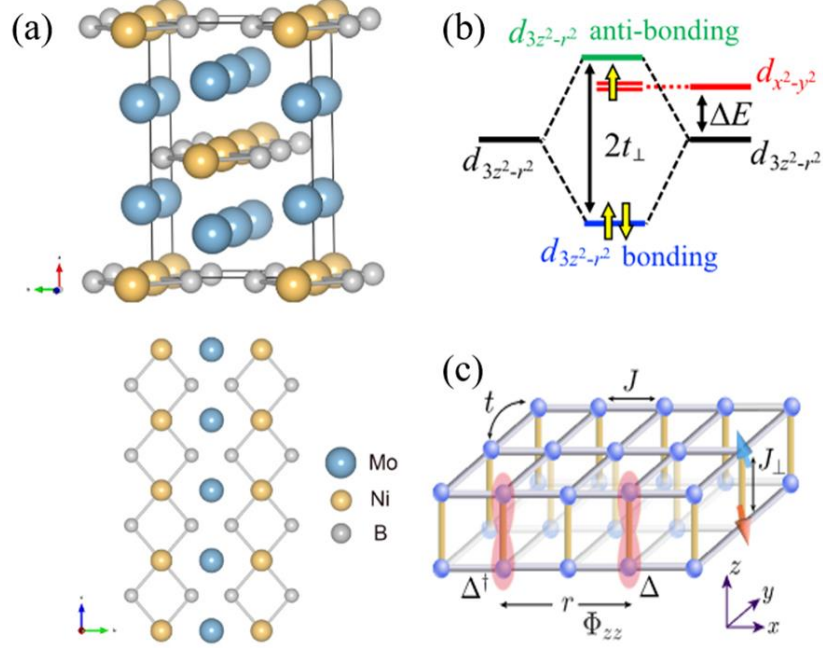 (a)
(b)
d₃z²₋r² anti-bonding
dx²₋y²
ΔE
d₃z²₋r²
2t⊥
d₃z²₋r²
d₃z²₋r² bonding
Mo
Ni
B
(c)
J
t
J⊥
Δ†
r
Δ
Φzz
z
y
x